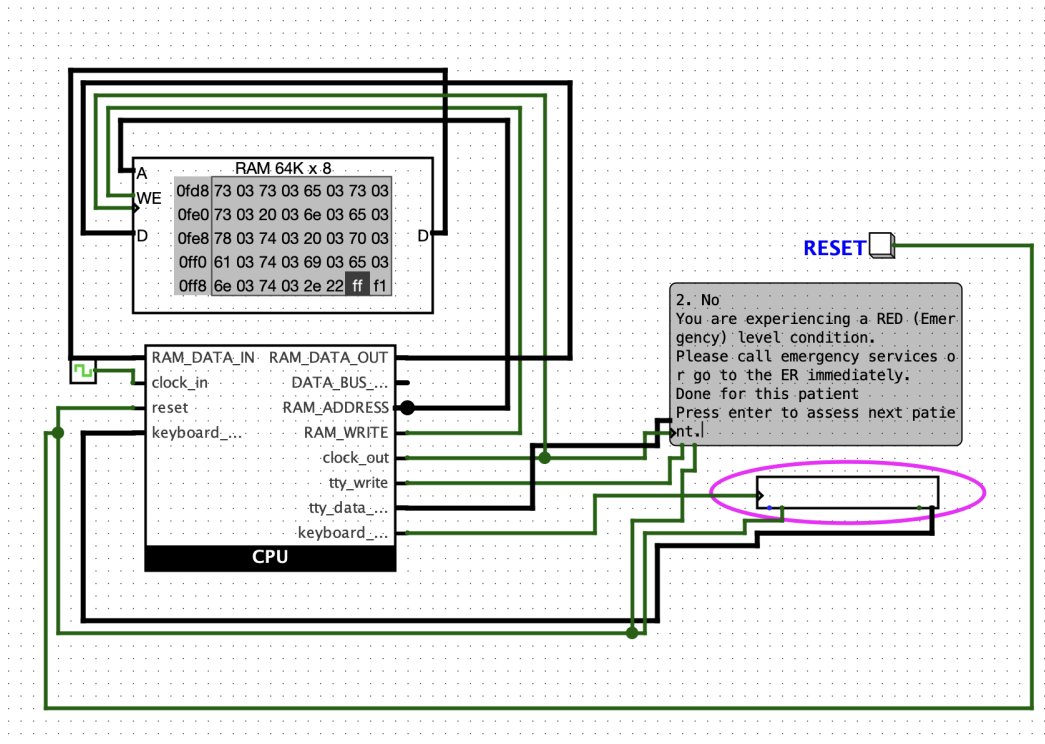 RAM 64K x 8
A
WE
D
D
0fd8 73 03 73 03 65 03 73 03
0fe0 73 03 20 03 6e 03 65 03
0fe8 78 03 74 03 20 03 70 03
0ff0 61 03 74 03 69 03 65 03
0ff8 6e 03 74 03 2e 22 ff f1
RESET
RAM_DATA_IN RAM_DATA_OUT
clock_in DATA_BUS_...
reset RAM_ADDRESS
keyboard_... RAM_WRITE
clock_out
tty_write
tty_data_...
keyboard_...
CPU
2. No
You are experiencing a RED (Emer
gency) level condition.
Please call emergency services o
r go to the ER immediately.
Done for this patient
Press enter to assess next patie
nt.